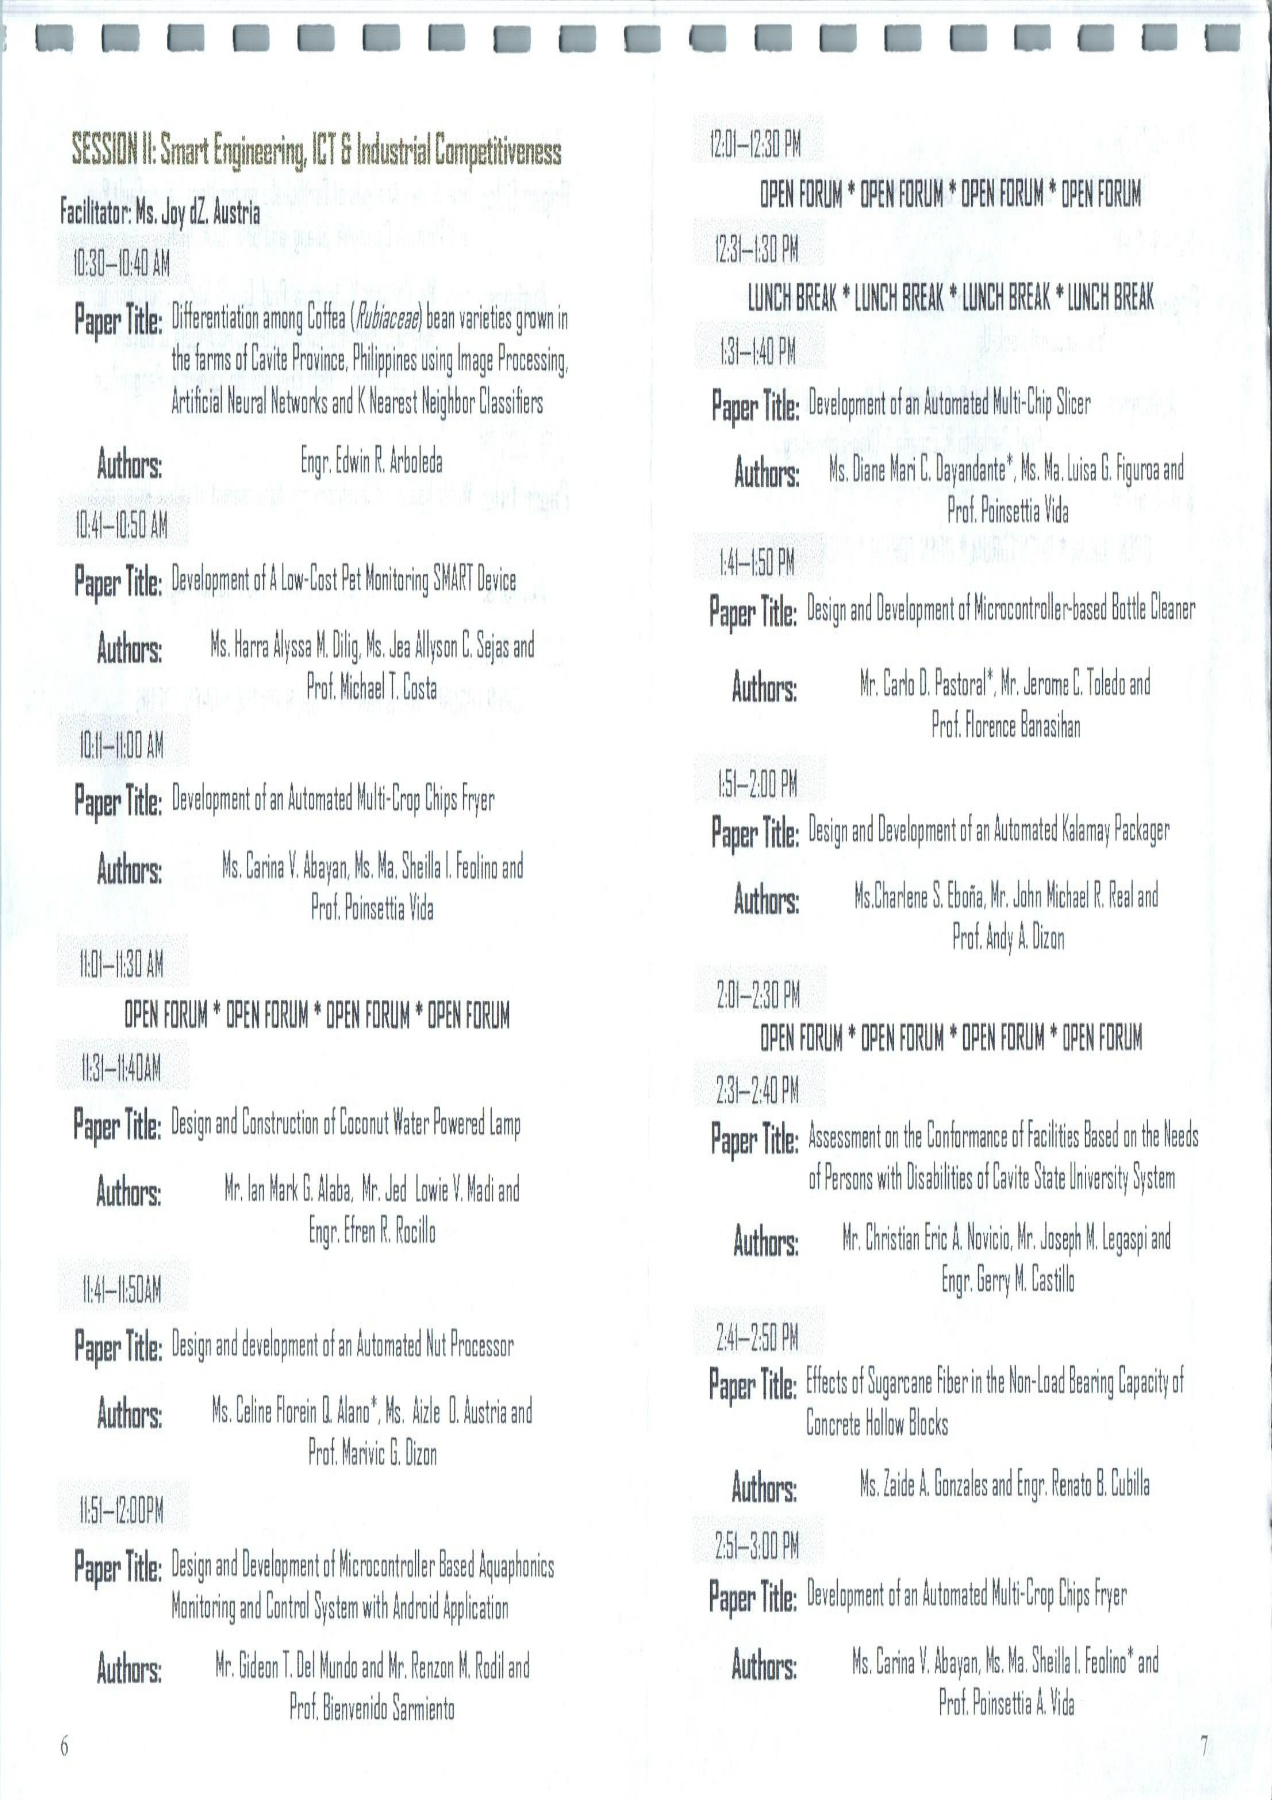 SESSION II: Smart Engineering, ICT & Industrial Competitiveness
Facilitator: Ms. Joy dZ. Austria
10:30–10:40 AM
Paper Title: Differentiation among Coffea (Rubiaceae) bean varieties grown in
the farms of Cavite Province, Philippines using Image Processing,
Artificial Neural Networks and K Nearest Neighbor Classifiers
Authors: Engr. Edwin R. Arboleda
10:41–10:50 AM
Paper Title: Development of A Low-Cost Pet Monitoring SMART Device
Authors: Ms. Harra Alyssa M. Dilig, Ms. Jea Allyson C. Sejas and
Prof. Michael T. Costa
10:11–11:00 AM
Paper Title: Development of an Automated Multi-Crop Chips Fryer
Authors: Ms. Carina V. Abayan, Ms. Ma. Sheilla I. Feolino and
Prof. Poinsettia Vida
11:01–11:30 AM
OPEN FORUM * OPEN FORUM * OPEN FORUM * OPEN FORUM
11:31–11:40AM
Paper Title: Design and Construction of Coconut Water Powered Lamp
Authors: Mr. Ian Mark G. Alaba, Mr. Jed Lowie V. Madi and
Engr. Efren R. Rocillo
11:41–11:50AM
Paper Title: Design and development of an Automated Nut Processor
Authors: Ms. Celine Florein Q. Alano*, Ms. Aizle O. Austria and
Prof. Marivic G. Dizon
11:51–12:00PM
Paper Title: Design and Development of Microcontroller Based Aquaphonics
Monitoring and Control System with Android Application
Authors: Mr. Gideon T. Del Mundo and Mr. Renzon M. Rodil and
Prof. Bienvenido Sarmiento
6
12:01–12:30 PM
OPEN FORUM * OPEN FORUM * OPEN FORUM * OPEN FORUM
12:31–1:30 PM
LUNCH BREAK * LUNCH BREAK * LUNCH BREAK * LUNCH BREAK
1:31–1:40 PM
Paper Title: Development of an Automated Multi-Chip Slicer
Authors: Ms. Diane Mari C. Dayandante*, Ms. Ma. Luisa G. Figuroa and
Prof. Poinsettia Vida
1:41–1:50 PM
Paper Title: Design and Development of Microcontroller-based Bottle Cleaner
Authors: Mr. Carlo D. Pastoral*, Mr. Jerome C. Toledo and
Prof. Florence Banasihan
1:51–2:00 PM
Paper Title: Design and Development of an Automated Kalamay Packager
Authors: Ms.Charlene S. Eboña, Mr. John Michael R. Real and
Prof. Andy A. Dizon
2:01–2:30 PM
OPEN FORUM * OPEN FORUM * OPEN FORUM * OPEN FORUM
2:31–2:40 PM
Paper Title: Assessment on the Conformance of Facilities Based on the Needs
of Persons with Disabilities of Cavite State University System
Authors: Mr. Christian Eric A. Novicio, Mr. Joseph M. Legaspi and
Engr. Gerry M. Castillo
2:41–2:50 PM
Paper Title: Effects of Sugarcane Fiber in the Non-Load Bearing Capacity of
Concrete Hollow Blocks
Authors: Ms. Zaide A. Gonzales and Engr. Renato B. Cubilla
2:51–3:00 PM
Paper Title: Development of an Automated Multi-Crop Chips Fryer
Authors: Ms. Carina V. Abayan, Ms. Ma. Sheilla I. Feolino* and
Prof. Poinsettia A. Vida
7